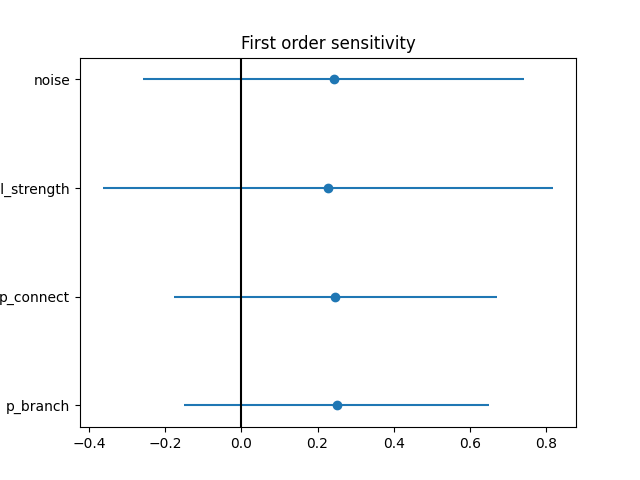 First order sensitivity
noise
l_strength
p_connect
p_branch
−0.4 −0.2 0.0 0.2 0.4 0.6 0.8